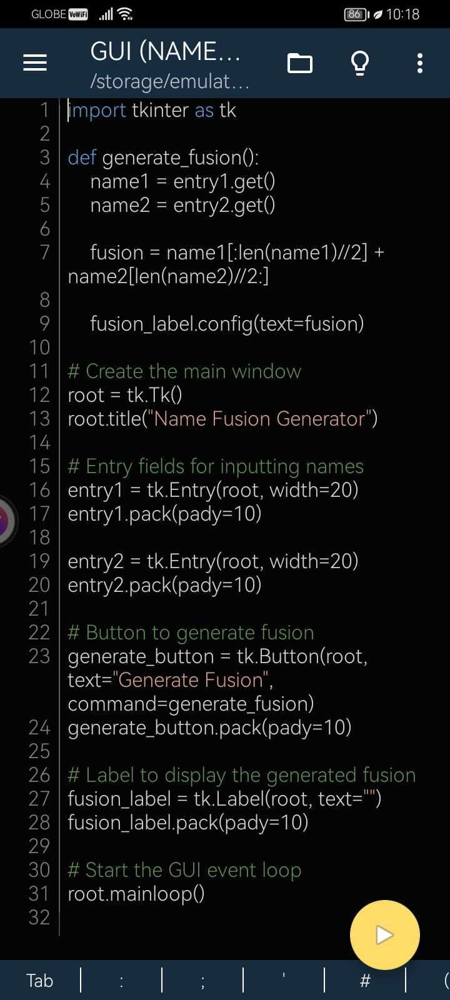 GLOBE VoWiFi 86 10:18
GUI (NAME...
/storage/emulat...
1 import tkinter as tk
2
3 def generate_fusion():
4     name1 = entry1.get()
5     name2 = entry2.get()
6
7     fusion = name1[:len(name1)//2] +
name2[len(name2)//2:]
8
9     fusion_label.config(text=fusion)
10
11 # Create the main window
12 root = tk.Tk()
13 root.title("Name Fusion Generator")
14
15 # Entry fields for inputting names
16 entry1 = tk.Entry(root, width=20)
17 entry1.pack(pady=10)
18
19 entry2 = tk.Entry(root, width=20)
20 entry2.pack(pady=10)
21
22 # Button to generate fusion
23 generate_button = tk.Button(root,
text="Generate Fusion",
command=generate_fusion)
24 generate_button.pack(pady=10)
25
26 # Label to display the generated fusion
27 fusion_label = tk.Label(root, text="")
28 fusion_label.pack(pady=10)
29
30 # Start the GUI event loop
31 root.mainloop()
32
Tab : ; ' # (